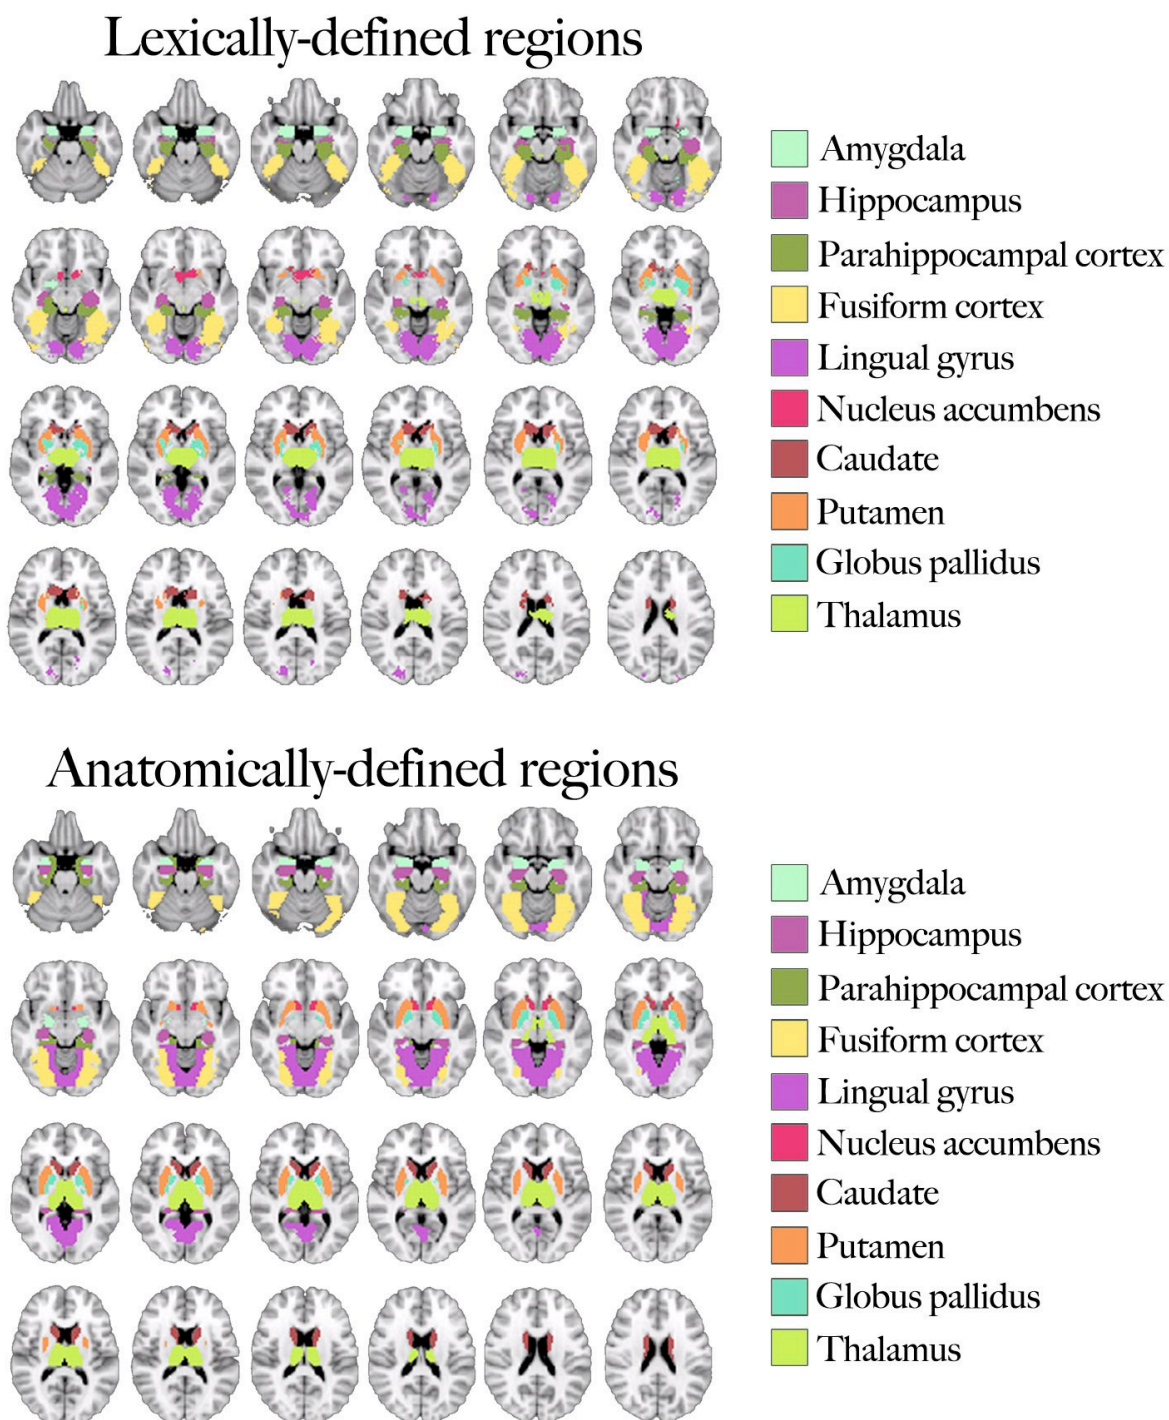 Lexically-defined regions
Amygdala
Hippocampus
Parahippocampal cortex
Fusiform cortex
Lingual gyrus
Nucleus accumbens
Caudate
Putamen
Globus pallidus
Thalamus
Anatomically-defined regions
Amygdala
Hippocampus
Parahippocampal cortex
Fusiform cortex
Lingual gyrus
Nucleus accumbens
Caudate
Putamen
Globus pallidus
Thalamus